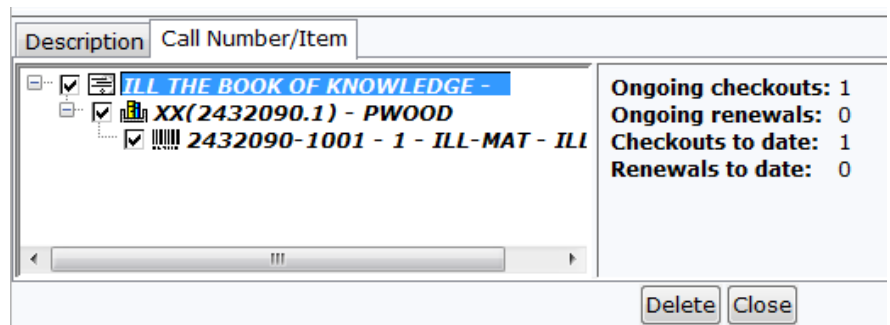 Description Call Number/Item
ILL THE BOOK OF KNOWLEDGE -
XX(2432090.1) - PWOOD
2432090-1001 - 1 - ILL-MAT - ILL
Ongoing checkouts: 1
Ongoing renewals: 0
Checkouts to date: 1
Renewals to date: 0
Delete Close